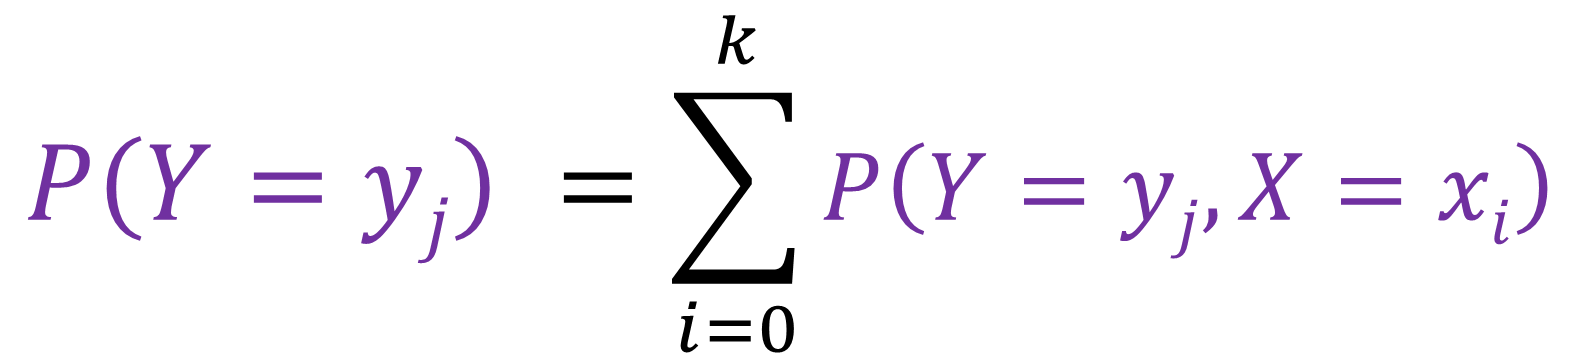 P(Y = y_j) = \sum_{i=0}^{k} P(Y = y_j, X = x_i)